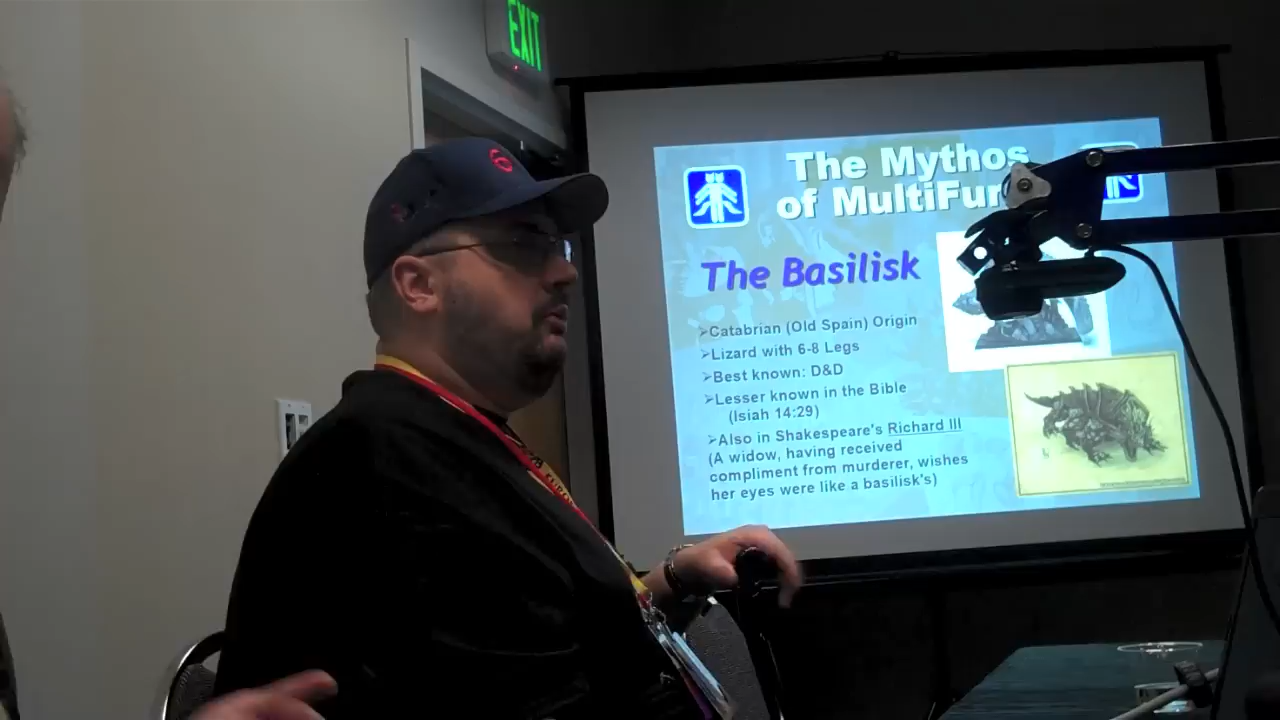 EXIT
6
The Mythos
of MultiFur
The Basilisk
➢Catabrian (Old Spain) Origin
➢Lizard with 6-8 Legs
➢Best known: D&D
➢Lesser known in the Bible
(Isiah 14:29)
➢Also in Shakespeare's Richard III
(A widow, having received
compliment from murderer, wishes
her eyes were like a basilisk's)